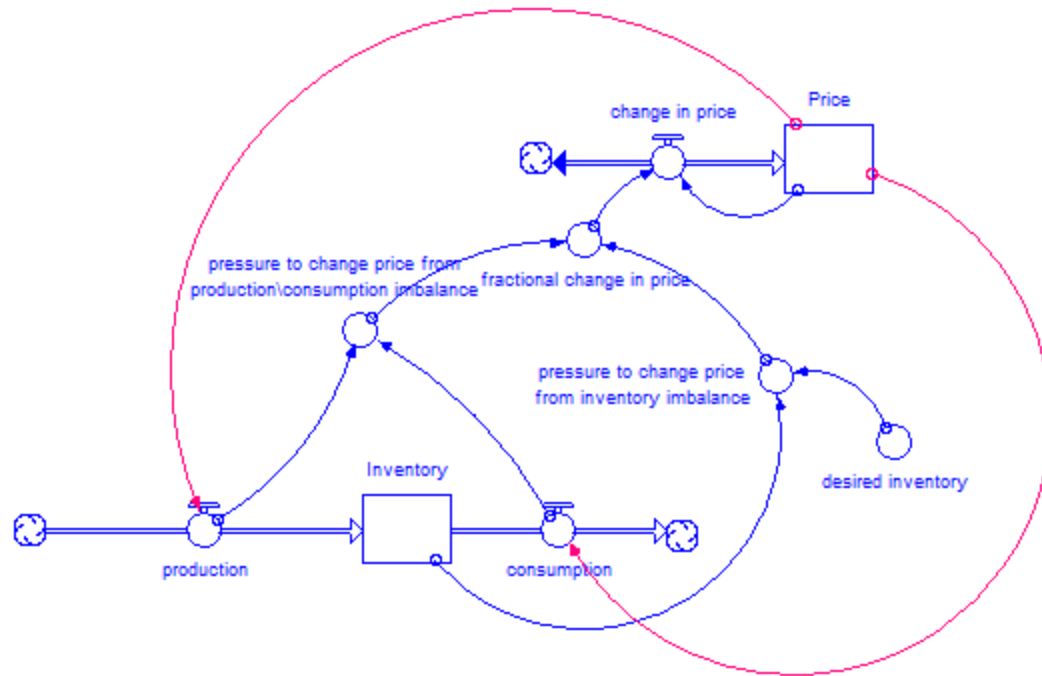 Price
change in price
pressure to change price from
production\consumption imbalance
fractional change in price
pressure to change price
from inventory imbalance
Inventory
desired inventory
production
consumption